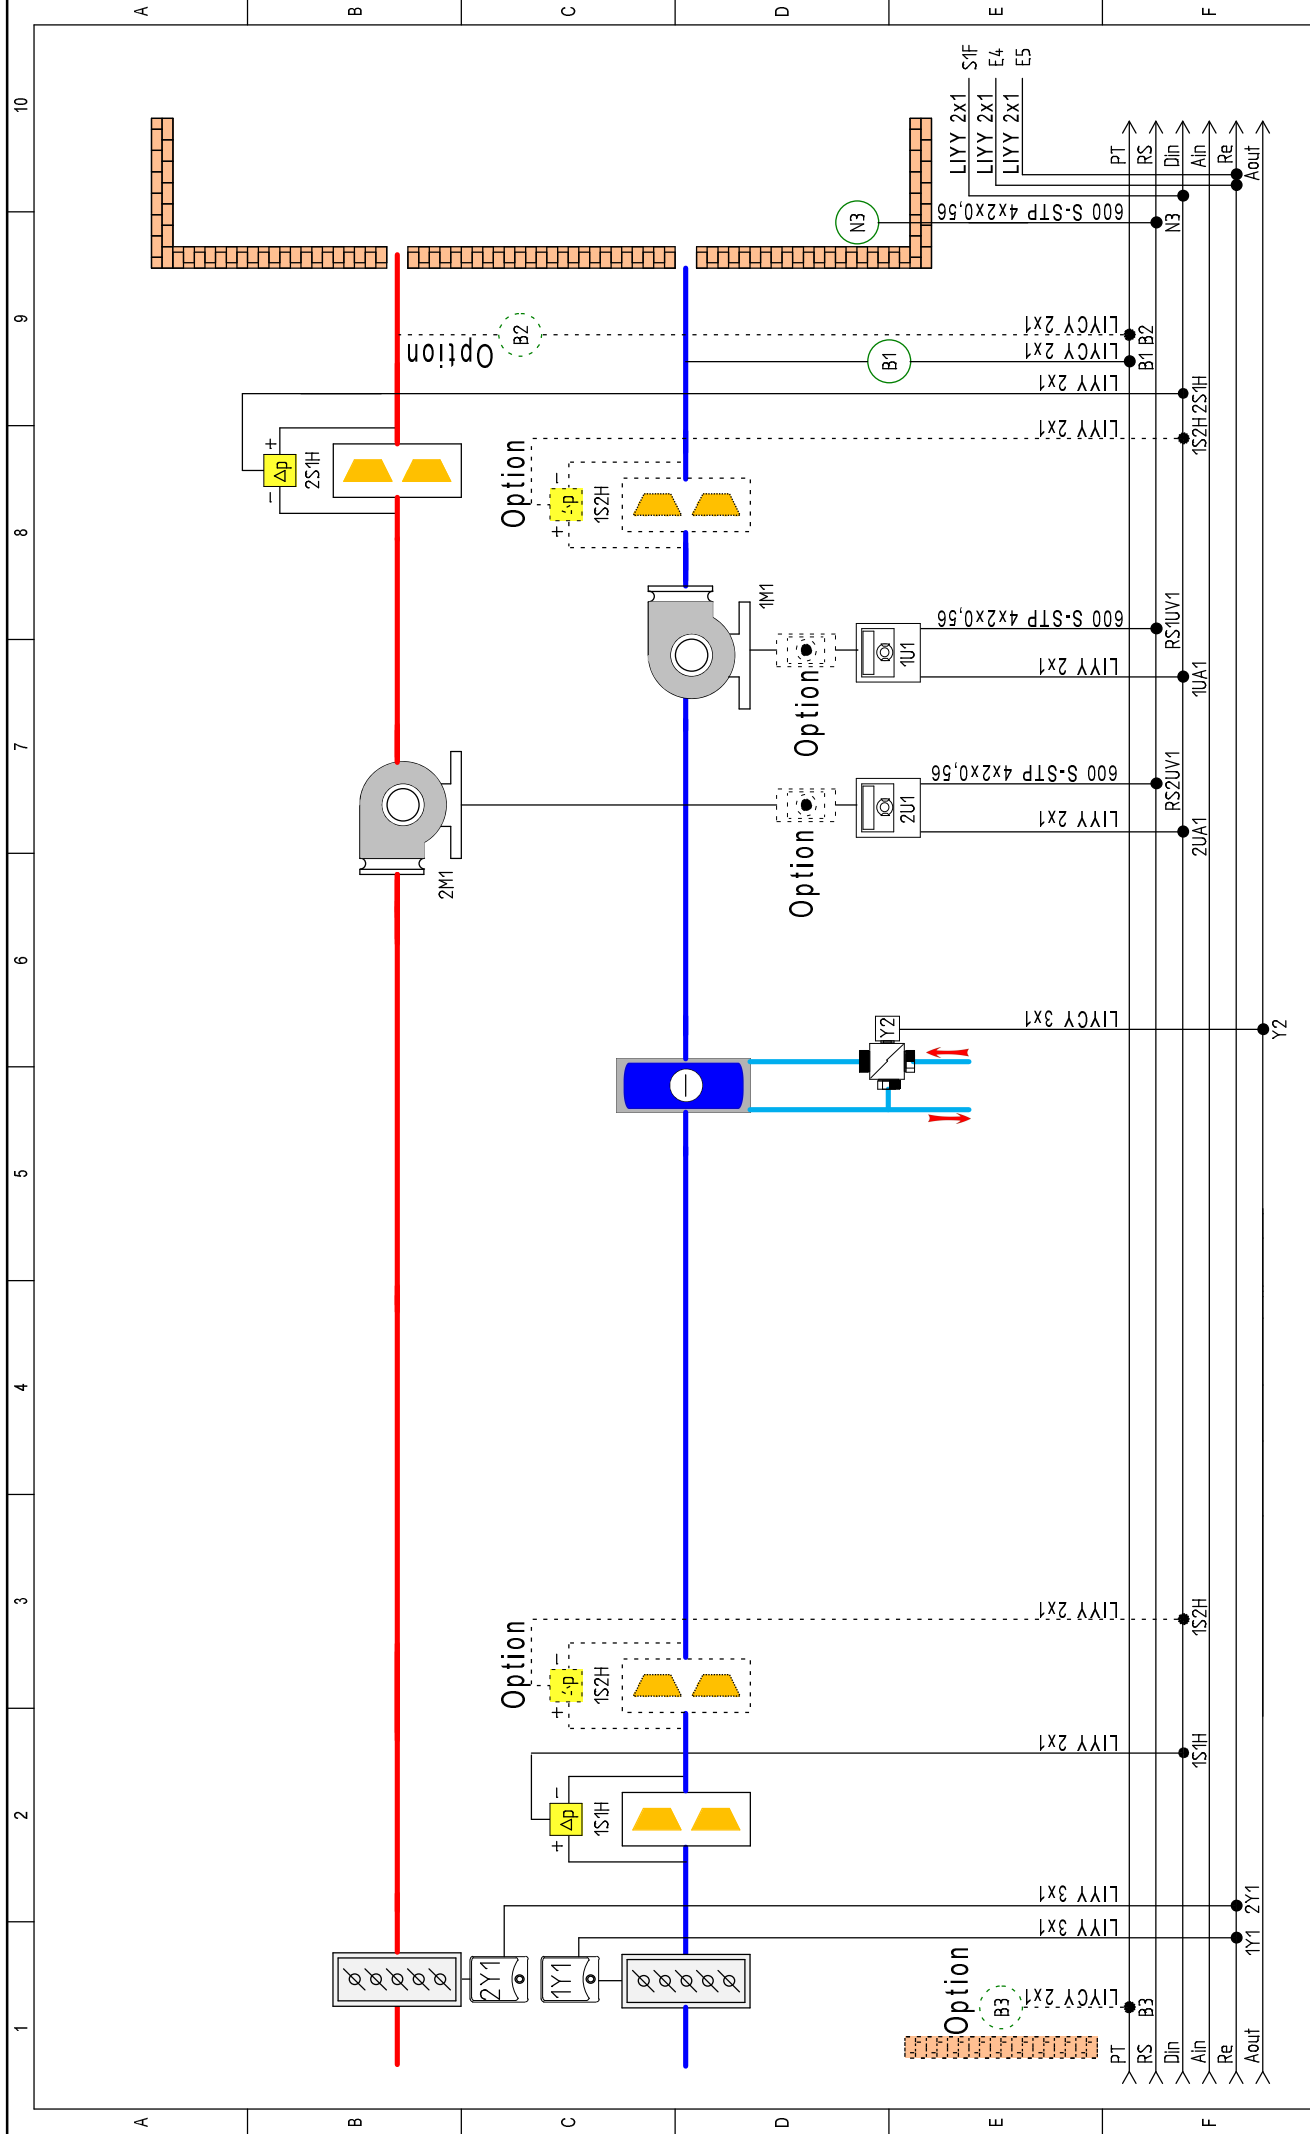 A B C D E F
10
9
8
7
6
5
4
3
2
1
S1F
E4
E5
LIYY 2x1
LIYY 2x1
LIYY 2x1
PT
RS
Din
Ain
Re
Aout
N3
600 S-STP 4x2x0,56
N3
B2
Option
LIYCY 2x1
B2
B1
LIYCY 2x1
B1
LIYY 2x1
2S1H
+
Δp
-
2S1H
Option
LIYY 2x1
1S2H
-
p
+
1S2H
1M1
600 S-STP 4x2x0,56
RS1UV1
1U1
Option
LIYY 2x1
1UA1
2M1
600 S-STP 4x2x0,56
RS2UV1
2U1
Option
LIYY 2x1
2UA1
Y2
LIYCY 3x1
Y2
Option
LIYY 2x1
1S2H
-
p
+
1S2H
LIYY 2x1
1S1H
-
Δp
+
1S1H
LIYY 3x1
2Y1
LIYY 3x1
1Y1
2Y1
1Y1
Option
B3
LIYCY 2x1
B3
PT
RS
Din
Ain
Re
Aout
A B C D E F